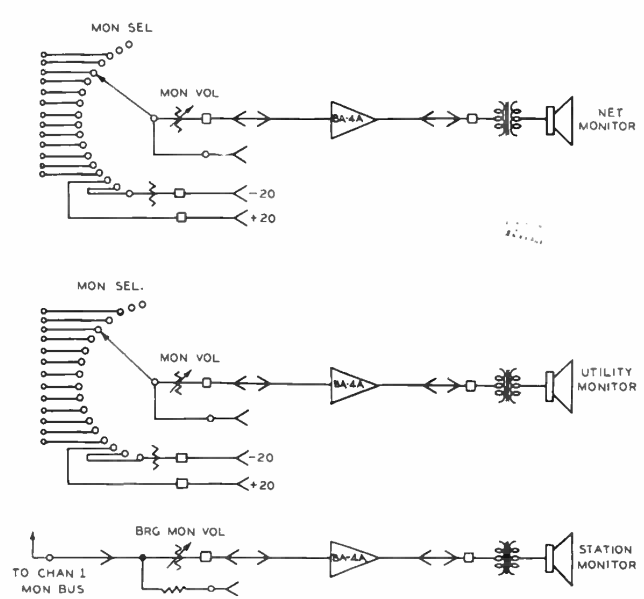 MON SEL
MON VOL
BA-4A
NET
MONITOR
-20
+20
MON SEL.
MON VOL
BA-4A
UTILITY
MONITOR
-20
+20
BRG MON VOL
BA-4A
STATION
MONITOR
TO CHAN 1
MON BUS